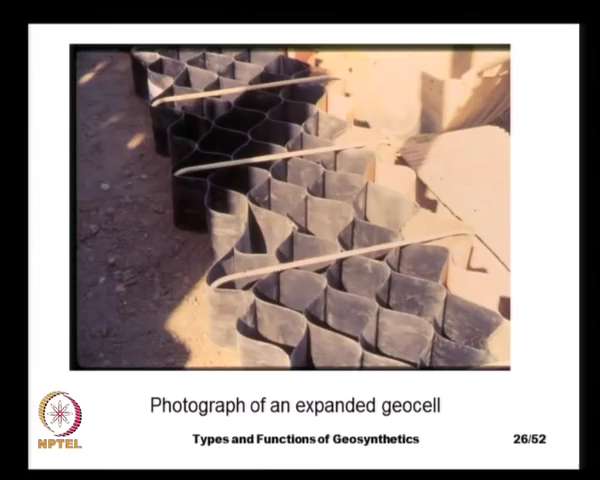 Photograph of an expanded geocell
NPTEL
Types and Functions of Geosynthetics
26/52